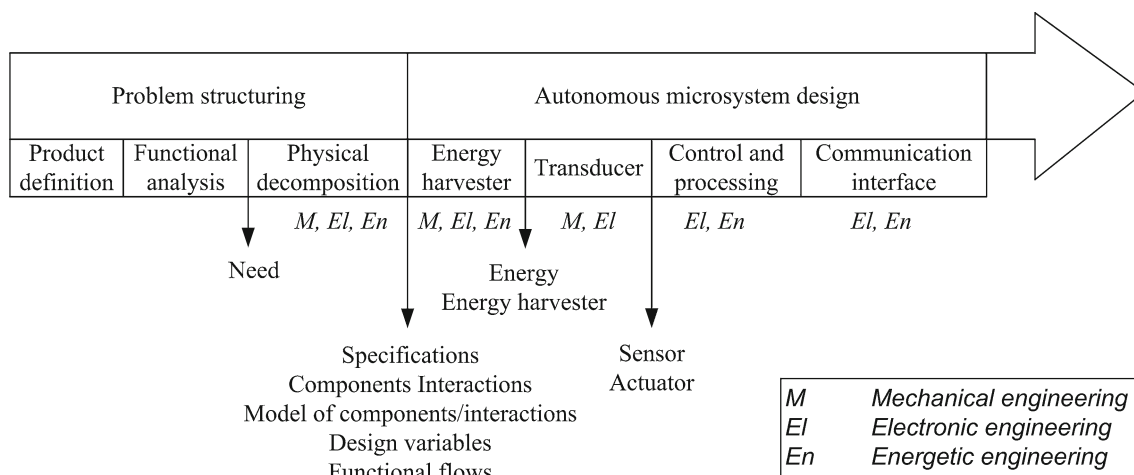 Problem structuring
Autonomous microsystem design
Product definition
Functional analysis
Physical decomposition
Energy harvester
Transducer
Control and processing
Communication interface
M, El, En
M, El, En
M, El
El, En
El, En
Need
Energy
Energy harvester
Specifications
Components Interactions
Model of components/interactions
Design variables
Functional flows
Sensor
Actuator
M Mechanical engineering
El Electronic engineering
En Energetic engineering